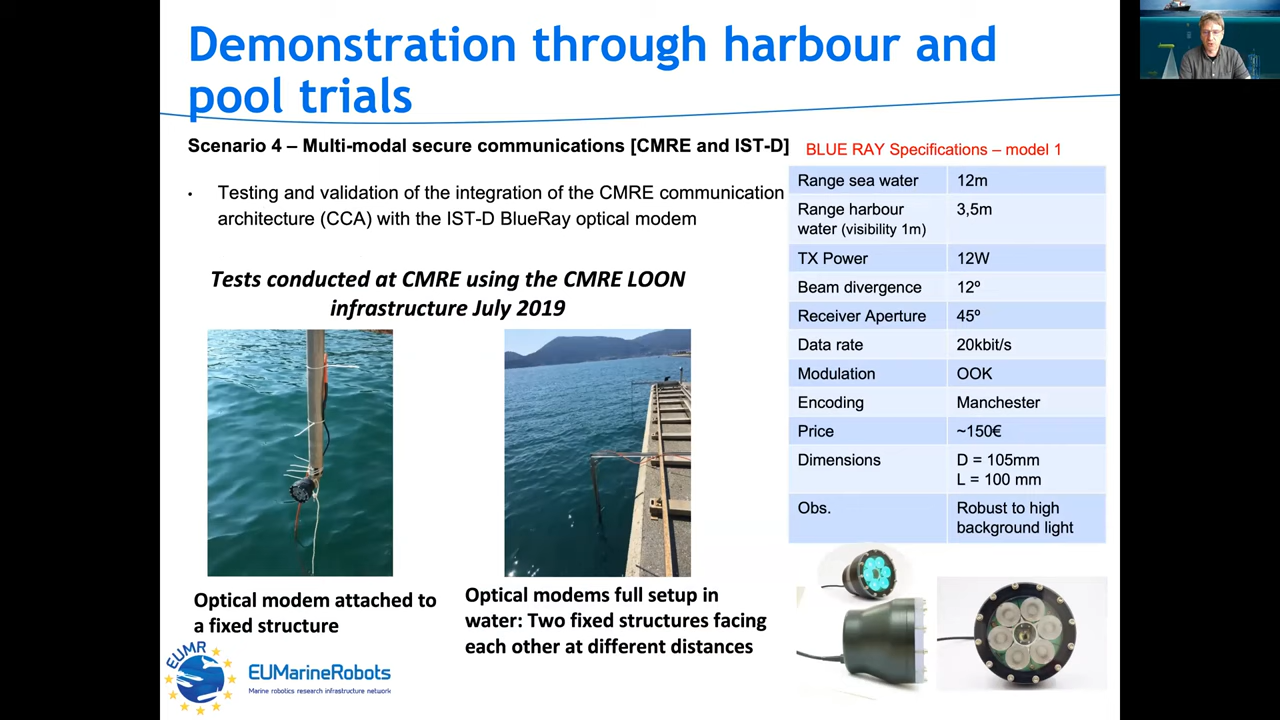 Demonstration through harbour and
pool trials
Scenario 4 – Multi-modal secure communications [CMRE and IST-D]
• Testing and validation of the integration of the CMRE communication
architecture (CCA) with the IST-D BlueRay optical modem
Tests conducted at CMRE using the CMRE LOON
infrastructure July 2019
Optical modem attached to
a fixed structure
Optical modems full setup in
water: Two fixed structures facing
each other at different distances
BLUE RAY Specifications – model 1
Range sea water 12m
Range harbour 3,5m
water (visibility 1m)
TX Power 12W
Beam divergence 12º
Receiver Aperture 45º
Data rate 20kbit/s
Modulation OOK
Encoding Manchester
Price ~150€
Dimensions D = 105mm
L = 100 mm
Obs. Robust to high
background light
EUMR
EUMarineRobots
Marine robotics research infrastructure network